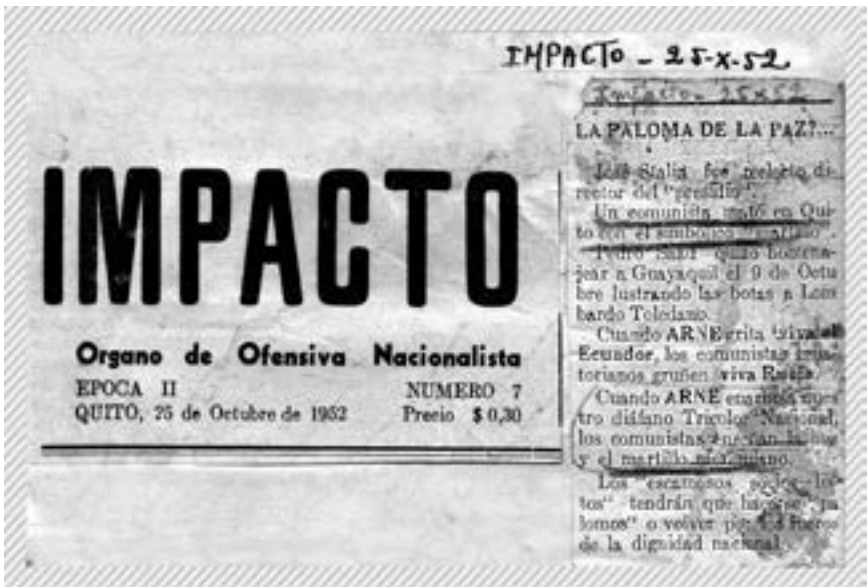 IMPACTO - 25-X-52
Impacto - 25x52
LA PALOMA DE LA PAZ?...
José Stalin fue reelecto di-
rector del "presidio".
Un comunista mató en Qui-
to con el simbólico
Pedro Saad quiso homena-
jear a Guayaquil el 9 de Octu
bre lustrando las botas a Lom
bardo Toledano.
Cuando ARNE grita viva el
Ecuador, los comunistas
torianos gruñen viva Rusia.
Cuando ARNE
tro diáfano Tricolor Nacional,
los comunistas
y el martillo
Los "escamosos
tos" tendrán que
lomos" o volver por
de la dignidad nacional
IMPACTO
Organo de Ofensiva Nacionalista
EPOCA II NUMERO 7
QUITO, 25 de Octubre de 1952 Precio $ 0,30